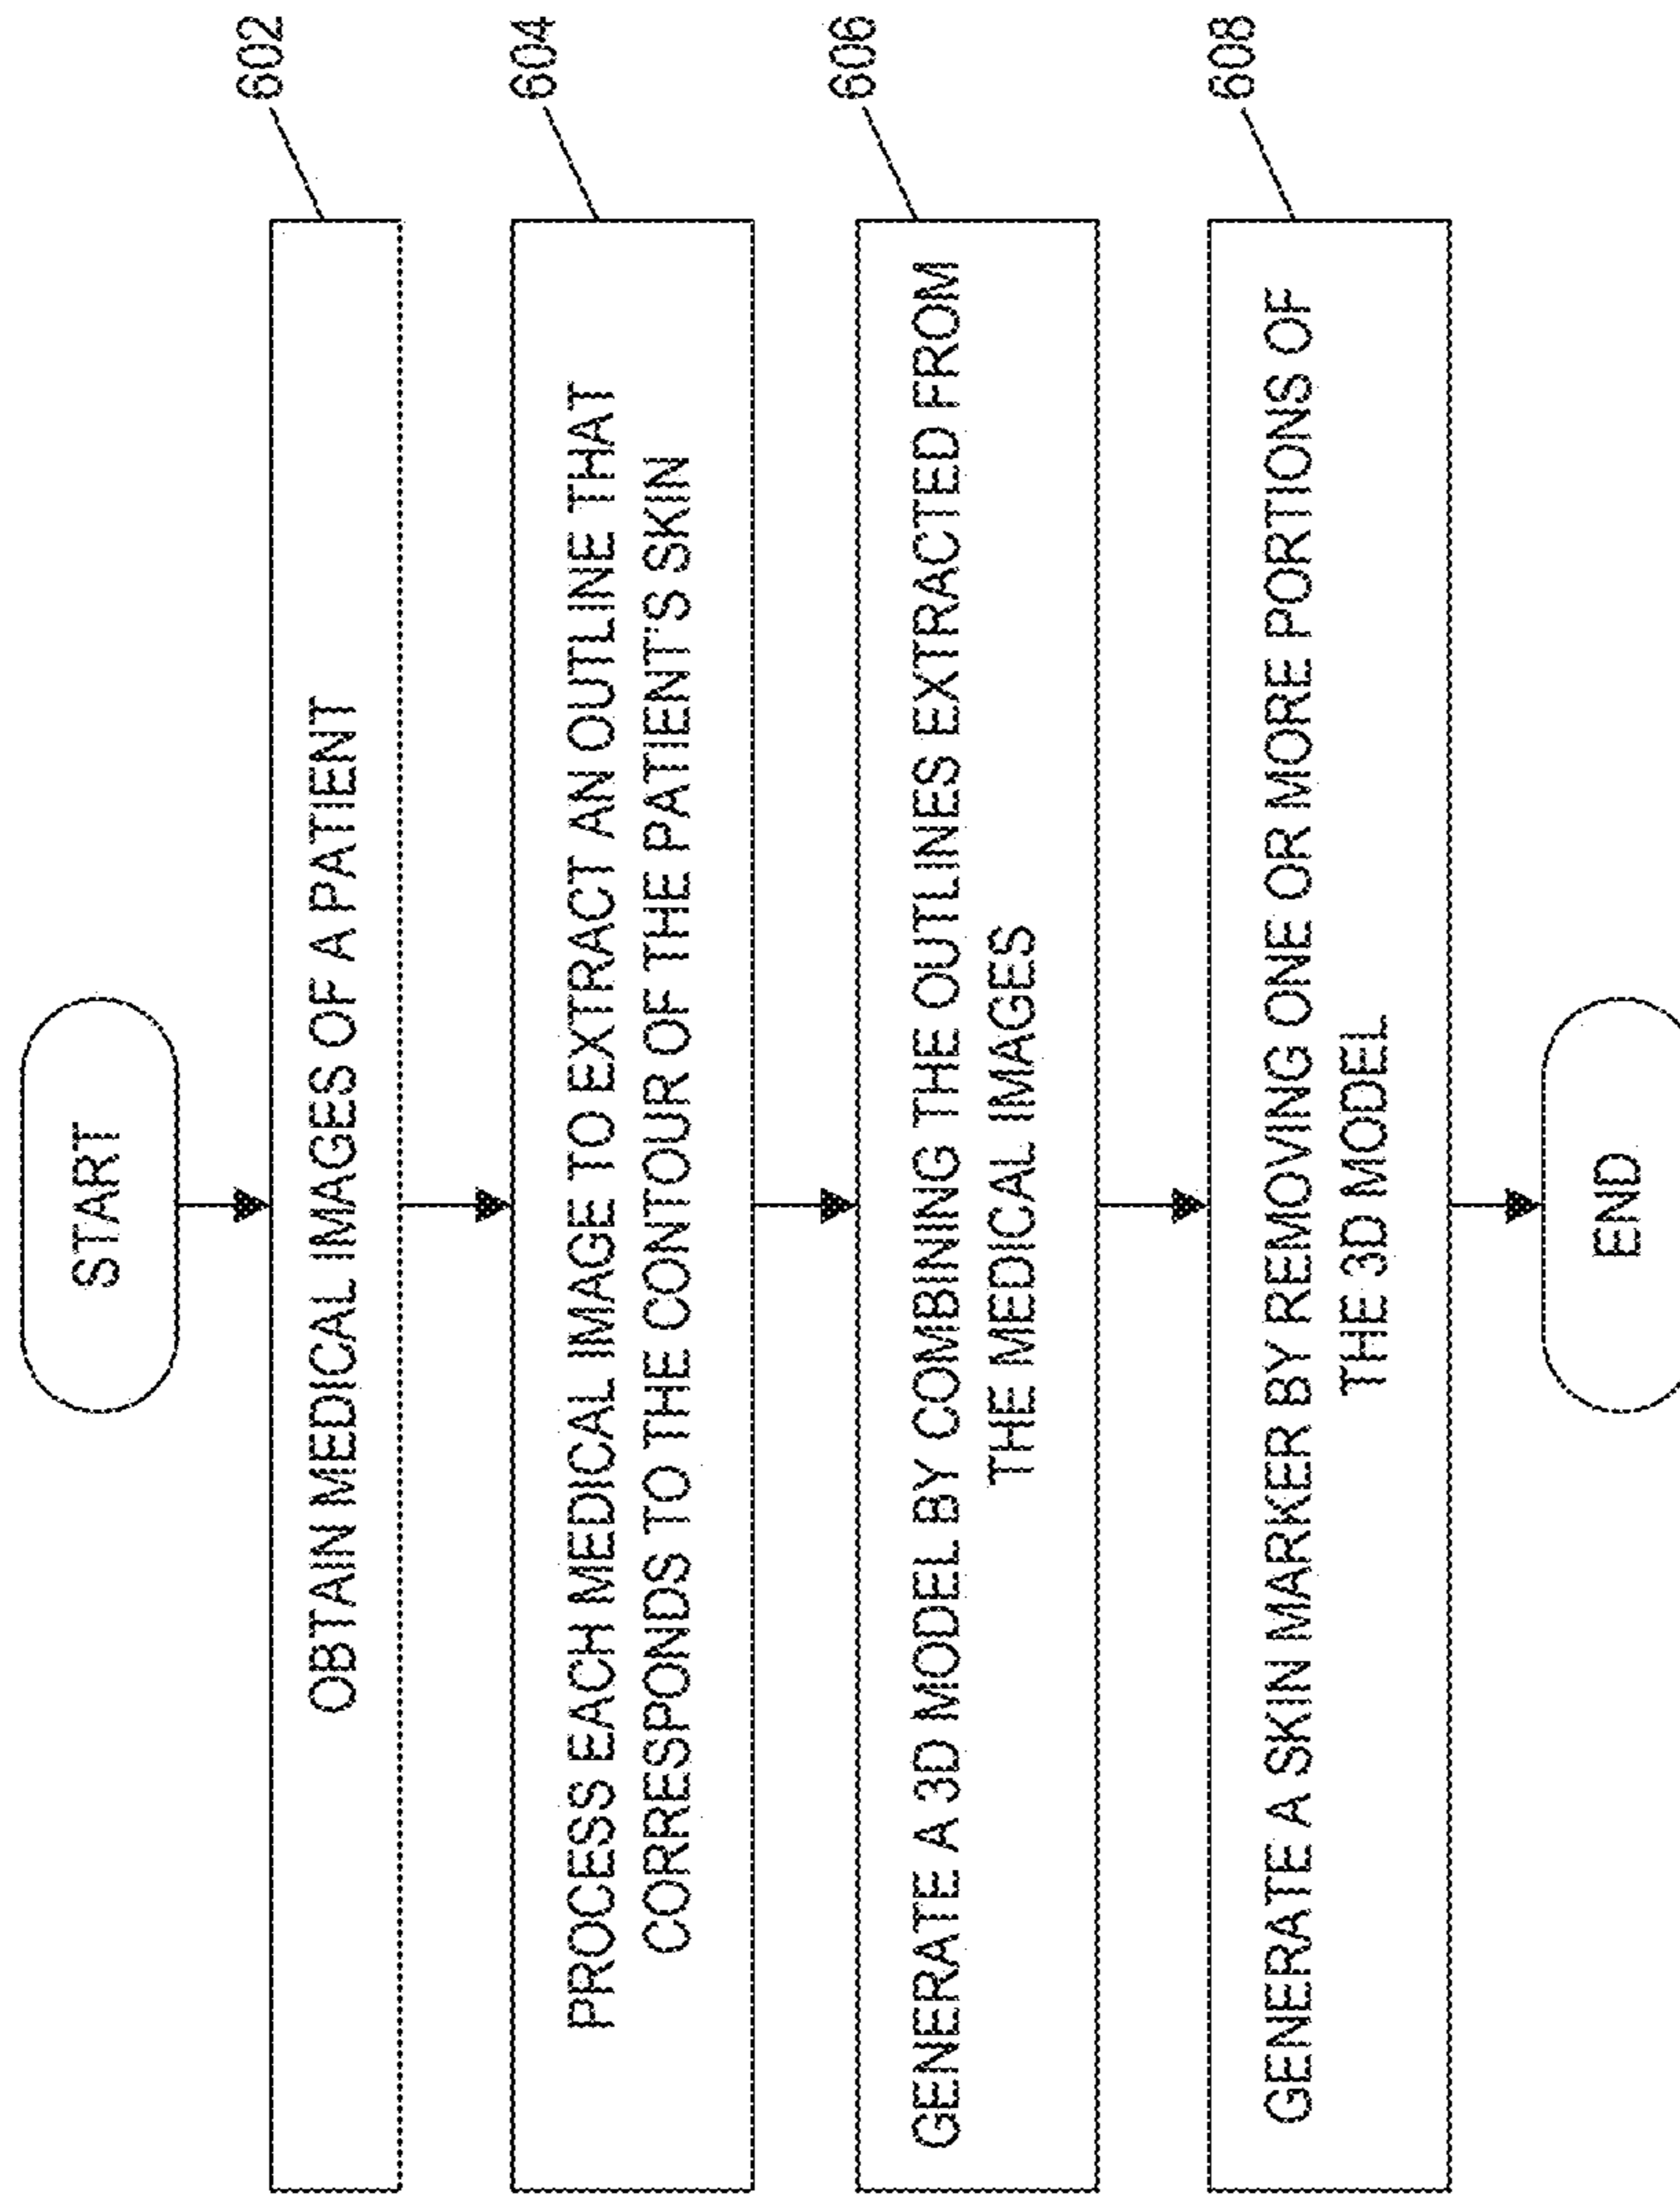 START
602
OBTAIN MEDICAL IMAGES OF A PATIENT
604
PROCESS EACH MEDICAL IMAGE TO EXTRACT AN OUTLINE THAT
CORRESPONDS TO THE CONTOUR OF THE PATIENT'S SKIN
606
GENERATE A 3D MODEL BY COMBINING THE OUTLINES EXTRACTED FROM
THE MEDICAL IMAGES
608
GENERATE A SKIN MARKER BY REMOVING ONE OR MORE PORTIONS OF
THE 3D MODEL
END